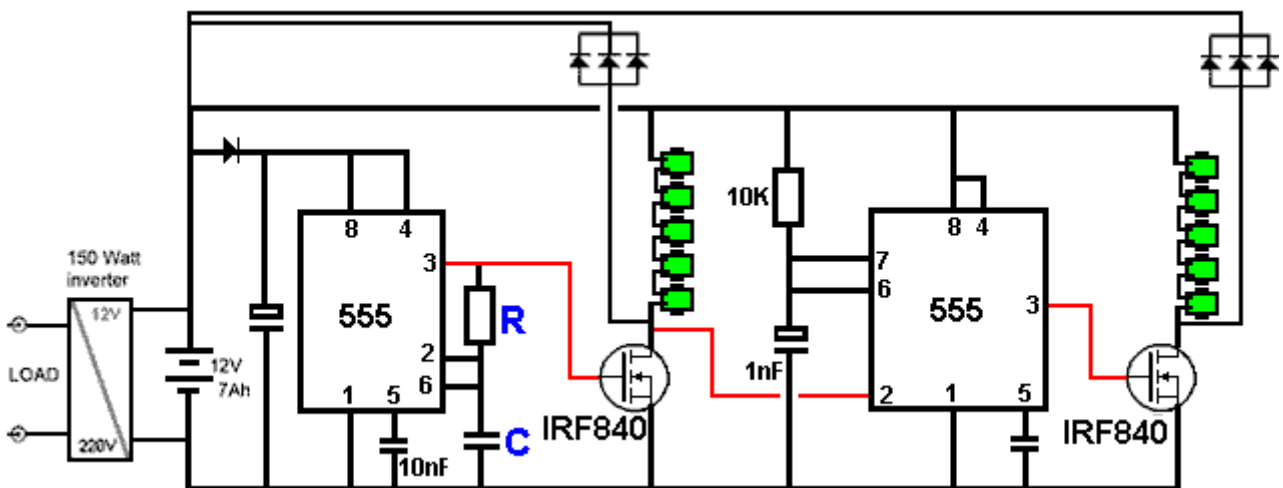 150 Watt
inverter
12V
LOAD
220V
12V
7Ah
8 4
3
555
R
2
6
1 5
10nF
C
IRF840
10K
1nF
8 4
7
6
555
3
2
1 5
IRF840